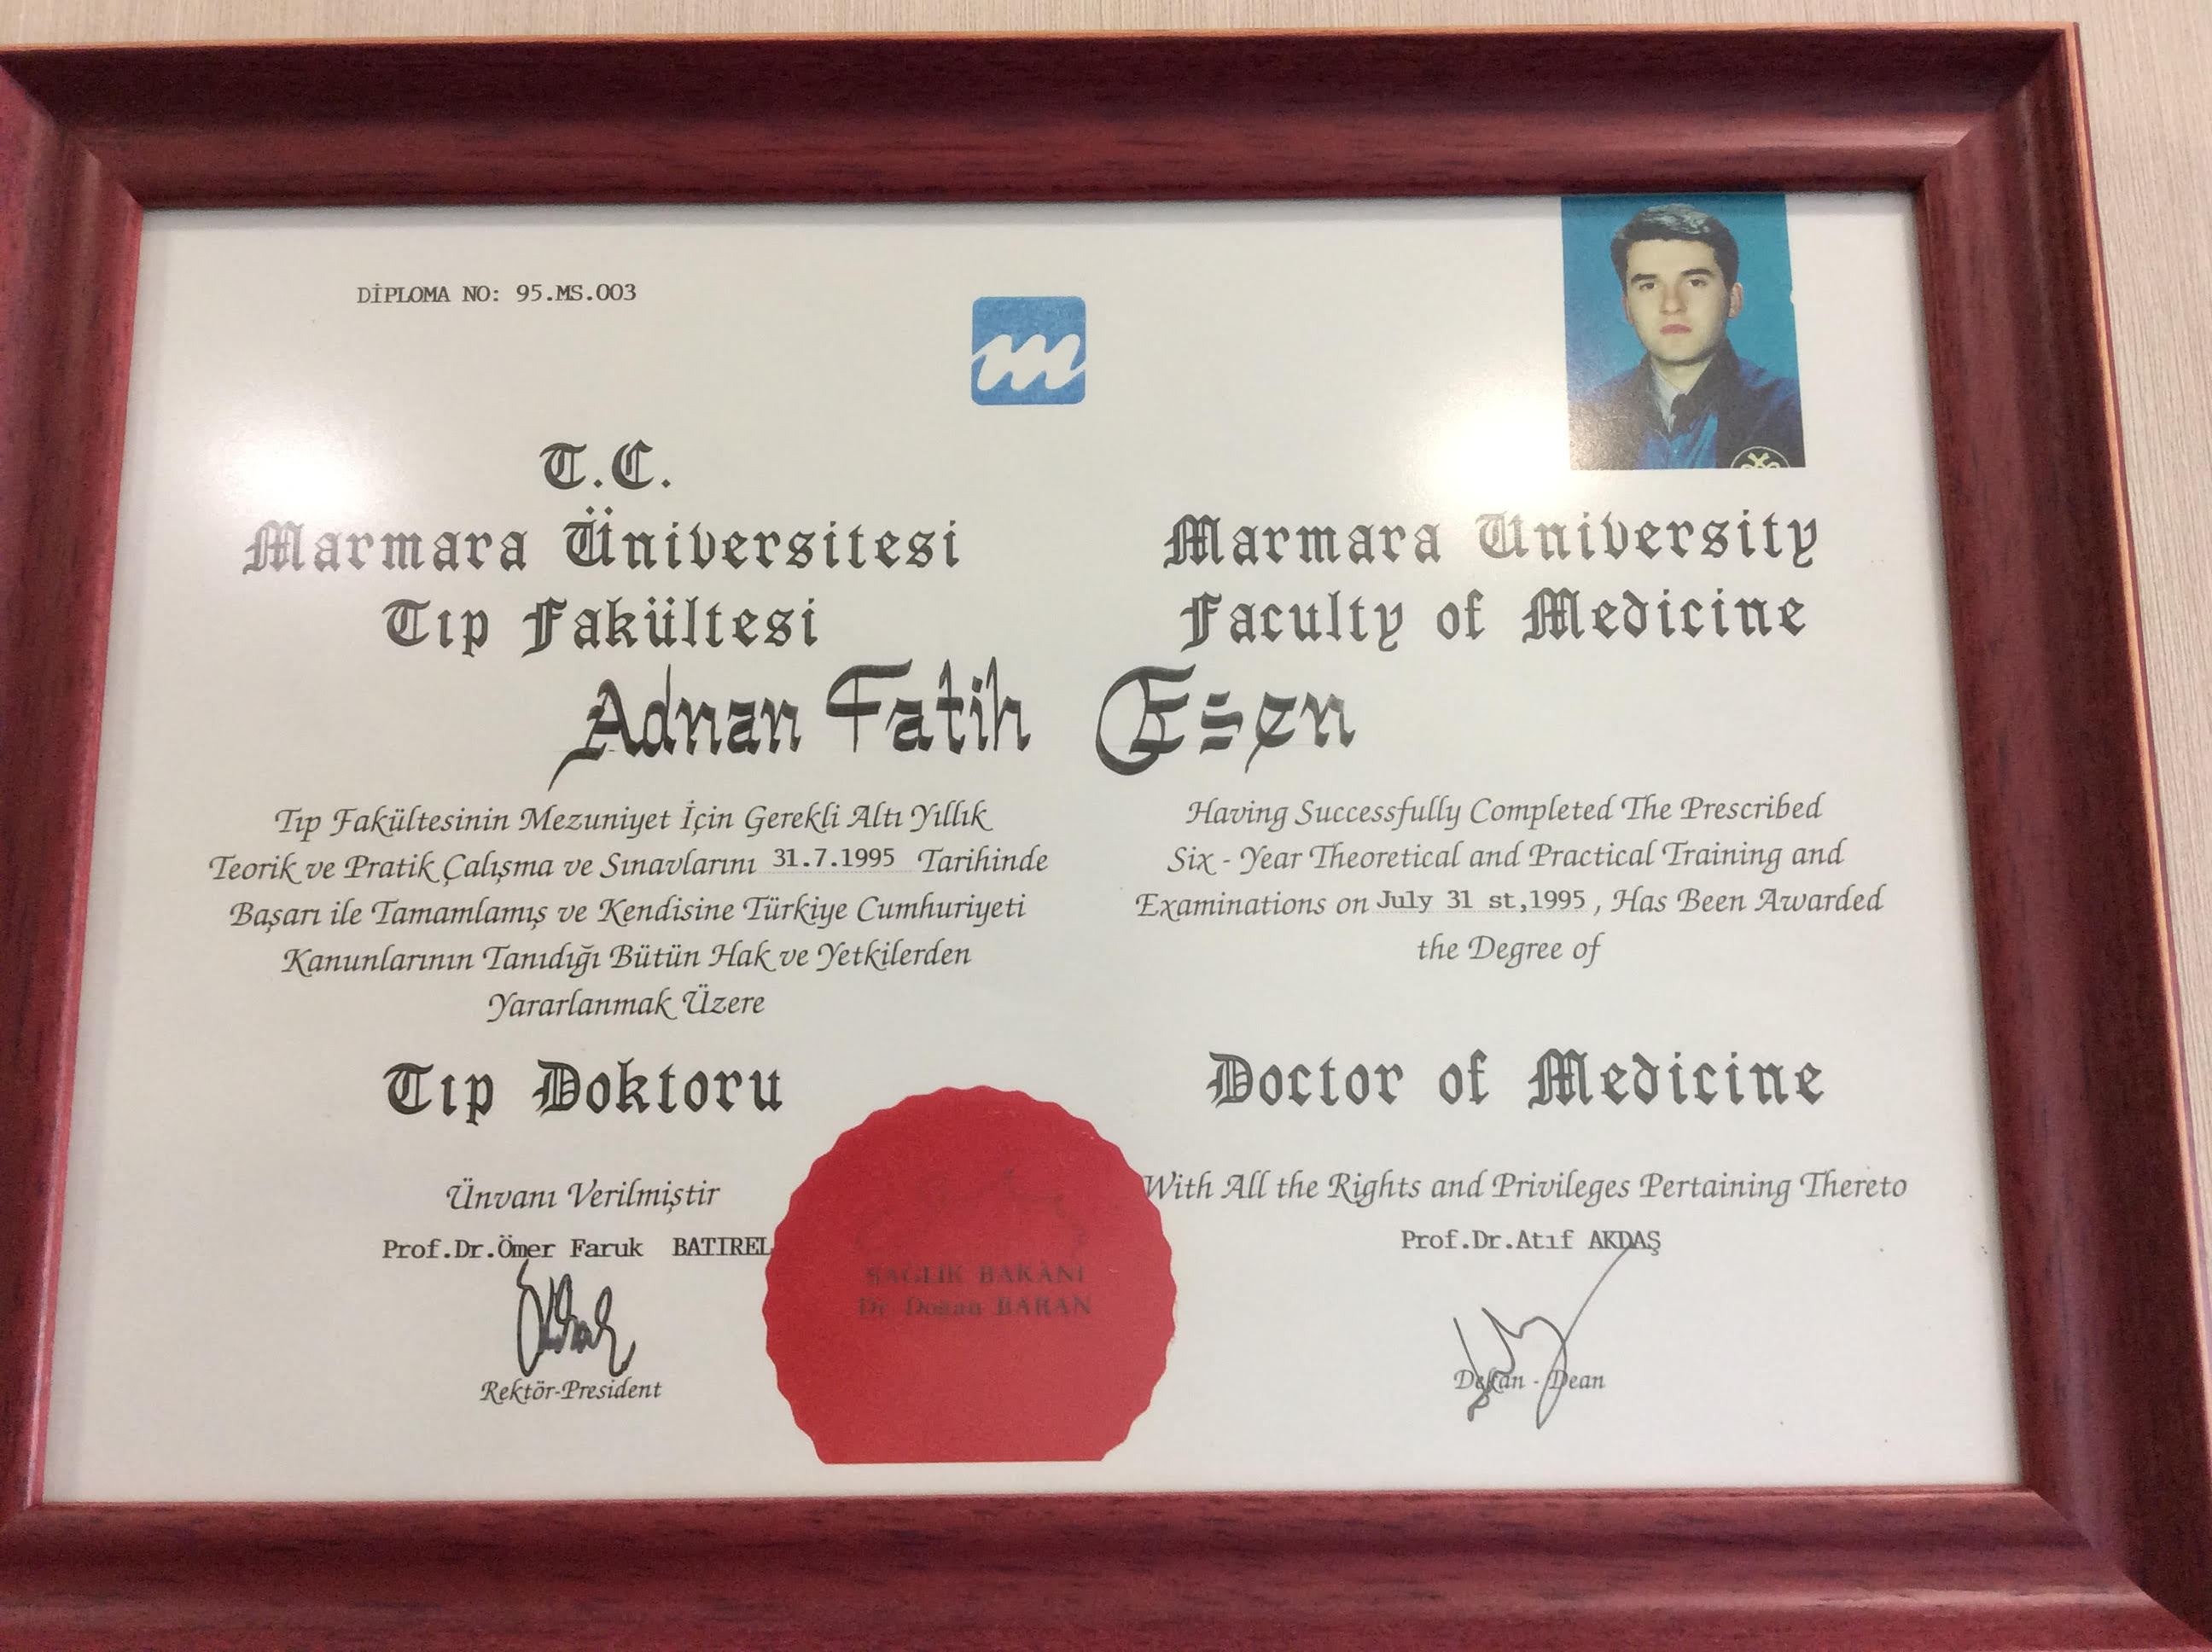 DİPLOMA NO: 95.MS.003
m
T.C.
Marmara Üniversitesi
Tıp Fakültesi
Marmara University
Faculty of Medicine
Adnan Fatih Esen
Tıp Fakültesinin Mezuniyet İçin Gerekli Altı Yıllık
Teorik ve Pratik Çalışma ve Sınavlarını 31.7.1995 Tarihinde
Başarı ile Tamamlamış ve Kendisine Türkiye Cumhuriyeti
Kanunlarının Tanıdığı Bütün Hak ve Yetkilerden
Yararlanmak Üzere
Tıp Doktoru
Ünvanı Verilmiştir
Prof.Dr.Ömer Faruk BATIREL
Rektör-President
Having Successfully Completed The Prescribed
Six - Year Theoretical and Practical Training and
Examinations on July 31 st,1995 , Has Been Awarded
the Degree of
Doctor of Medicine
With All the Rights and Privileges Pertaining Thereto
Prof.Dr.Atıf AKDAŞ
Dekan - Dean
SAĞLIK BAKANI
Dr. Doğan BARAN